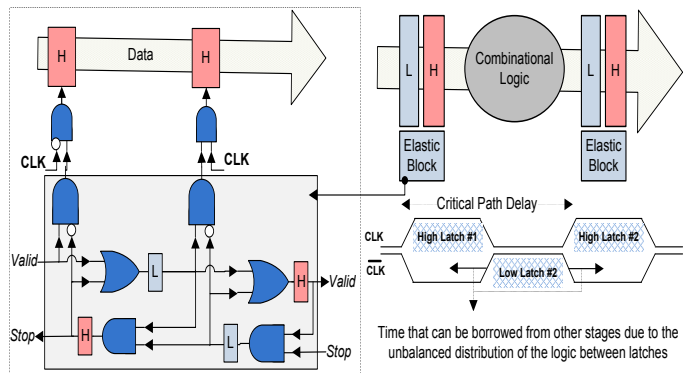 H
Data
H
CLK
CLK
Valid
L
H
Valid
Stop
H
L
Stop
L
H
Combinational
Logic
L
H
Elastic
Block
Elastic
Block
Critical Path Delay
CLK
High Latch #1
High Latch #2
CLK
Low Latch #2
Time that can be borrowed from other stages due to the
unbalanced distribution of the logic between latches